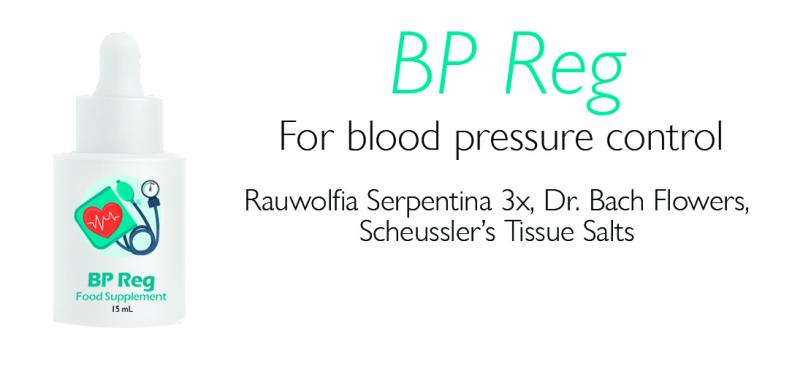 BP Reg
For blood pressure control
Rauwolfia Serpentina 3x, Dr. Bach Flowers,
Scheussler's Tissue Salts
BP Reg
Food Supplement
15 mL